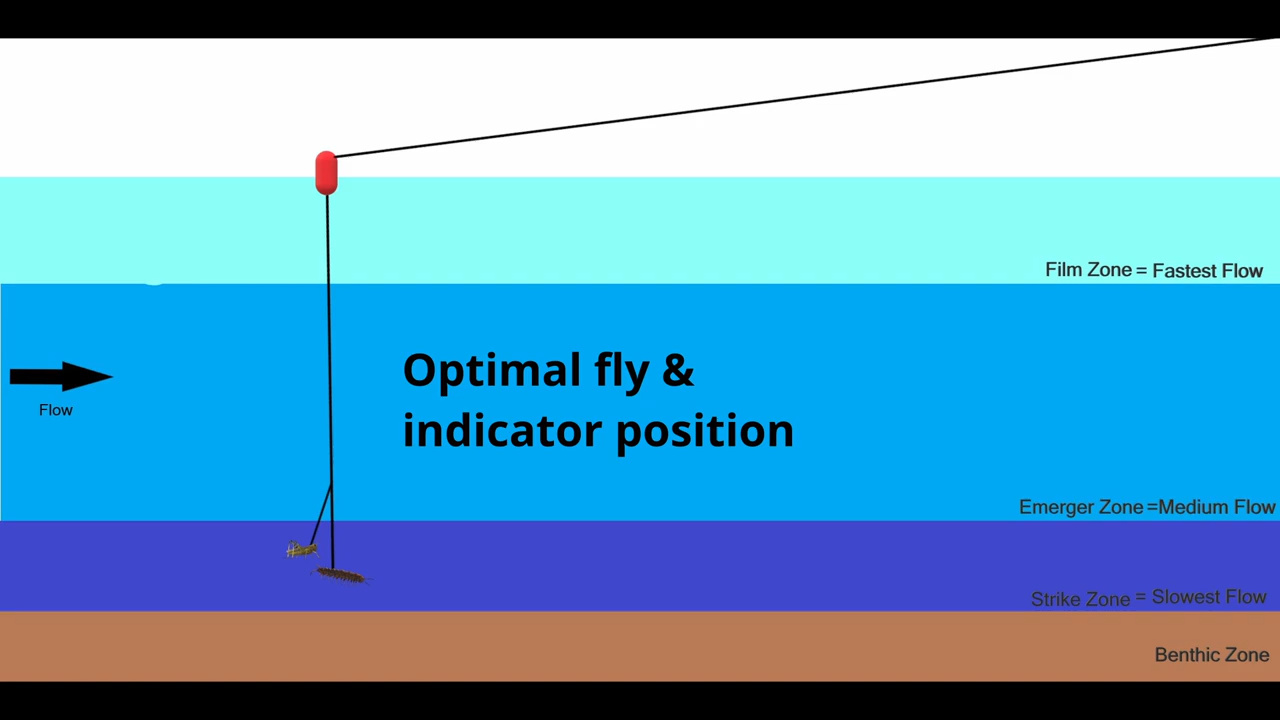 Film Zone = Fastest Flow
Optimal fly &
indicator position
Flow
Emerger Zone =Medium Flow
Strike Zone = Slowest Flow
Benthic Zone